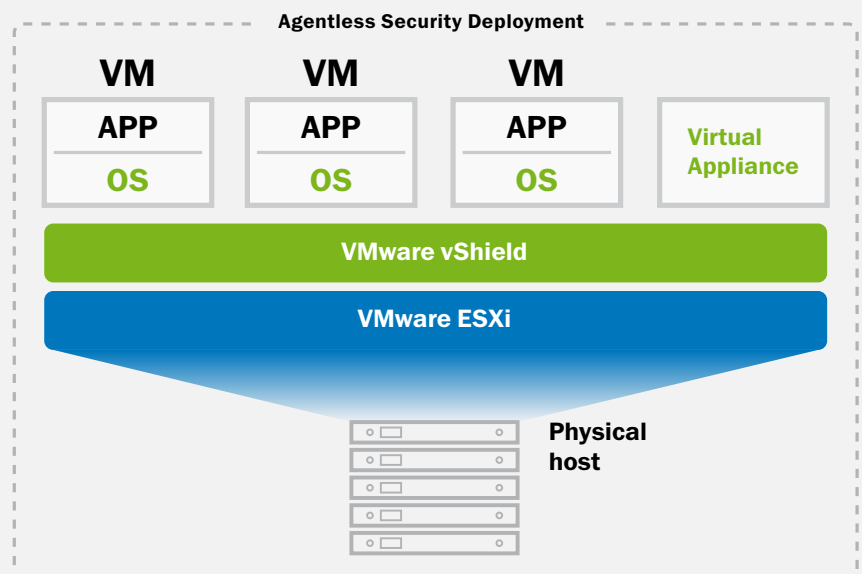 Agentless Security Deployment
VM
VM
VM
APP
APP
APP
Virtual
Appliance
OS
OS
OS
VMware vShield
VMware ESXi
Physical
host